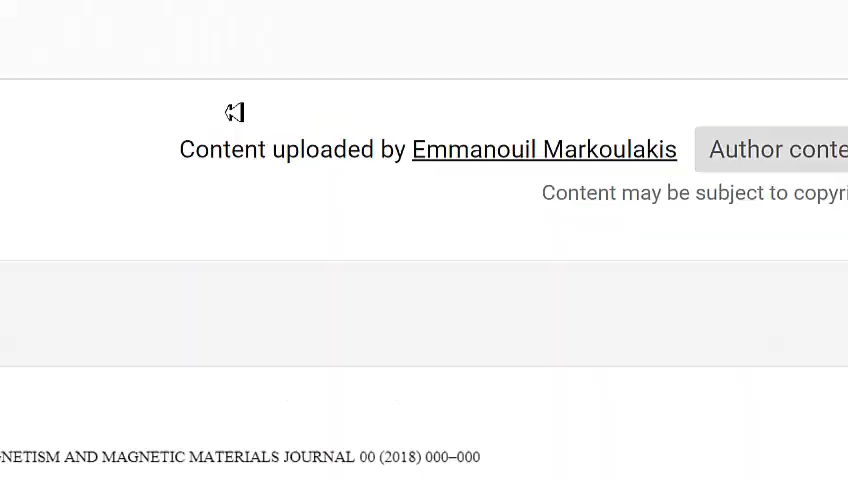 Content uploaded by Emmanouil Markoulakis
Author conte
Content may be subject to copyri
GNETISM AND MAGNETIC MATERIALS JOURNAL 00 (2018) 000–000